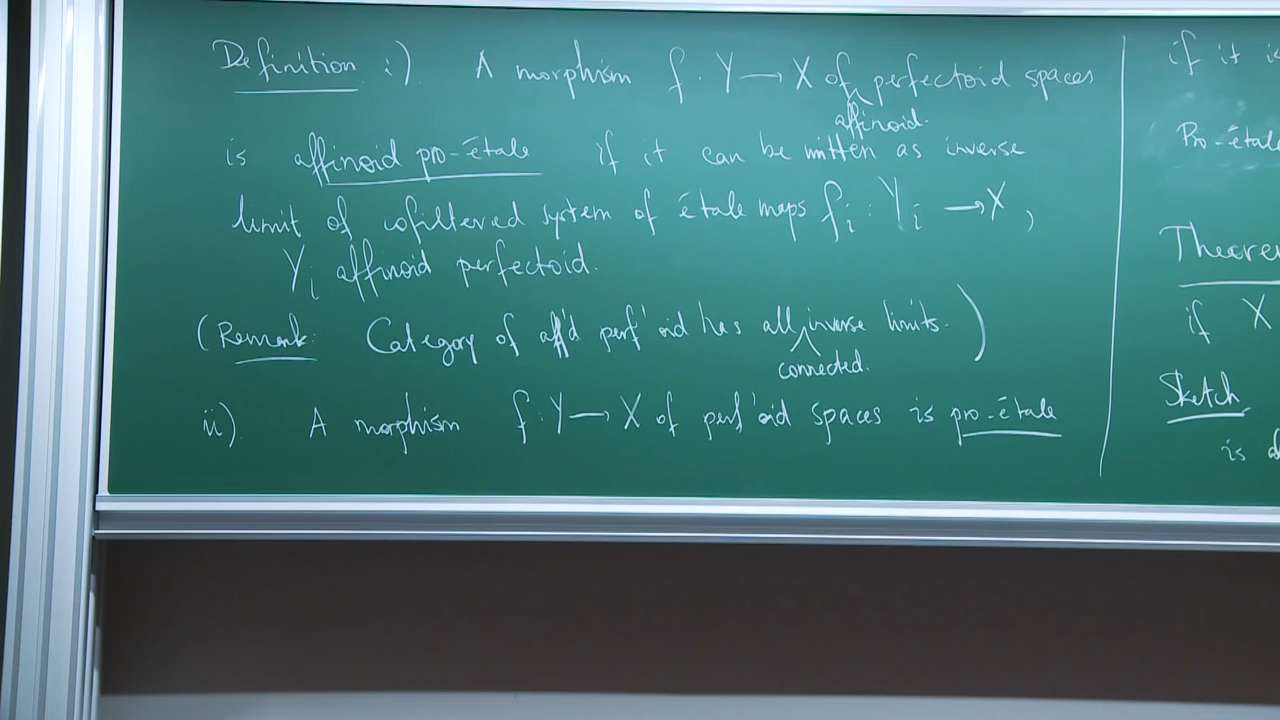 Definition i). A morphism f : Y → X of perfectoid spaces
affinoid.
is affinoid pro-étale if it can be written as inverse
limit of cofiltered system of étale maps f_i : Y_i → X,
Y_i affinoid perfectoid.
(Remark: Category of aff'd perf'oid has all inverse limits.)
connected.
ii). A morphism f : Y → X of perf'oid spaces is pro-étale
if it
Pro-étale
Theorem
if X
Sketch
is